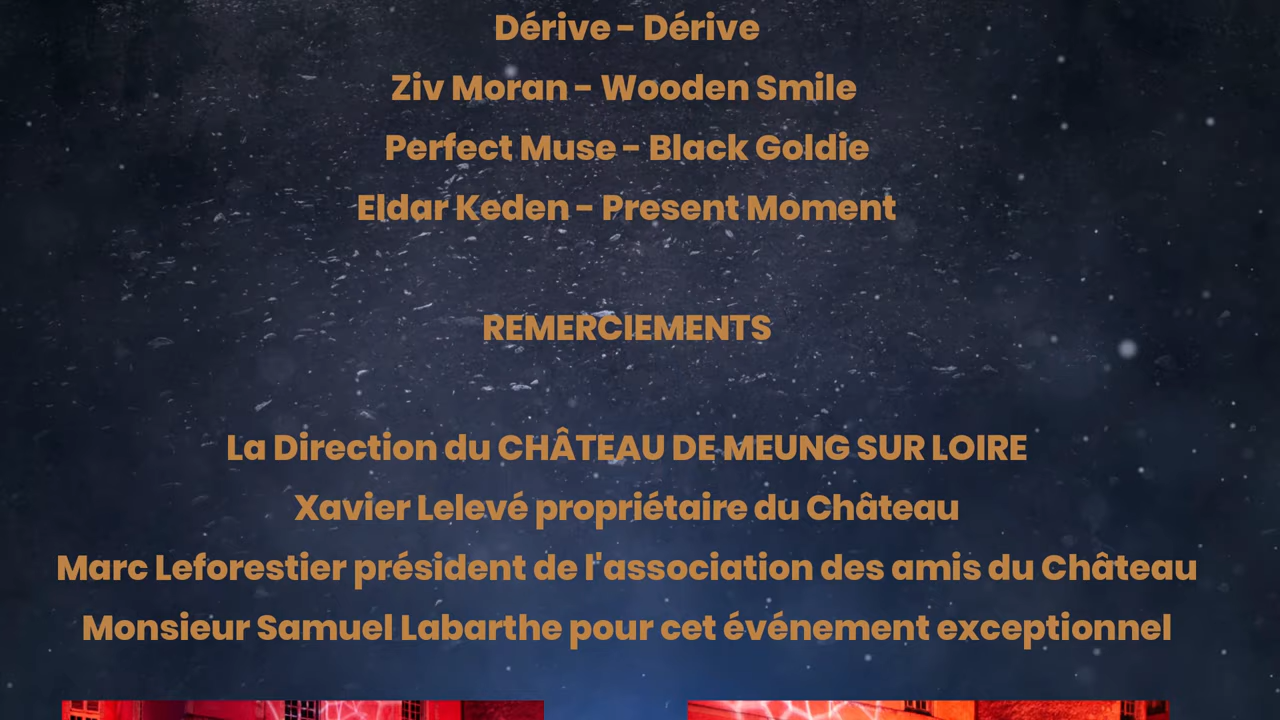 Dérive - Dérive
Ziv Moran - Wooden Smile
Perfect Muse - Black Goldie
Eldar Keden - Present Moment
REMERCIEMENTS
La Direction du CHÂTEAU DE MEUNG SUR LOIRE
Xavier Lelevé propriétaire du Château
Marc Leforestier président de l'association des amis du Château
Monsieur Samuel Labarthe pour cet événement exceptionnel